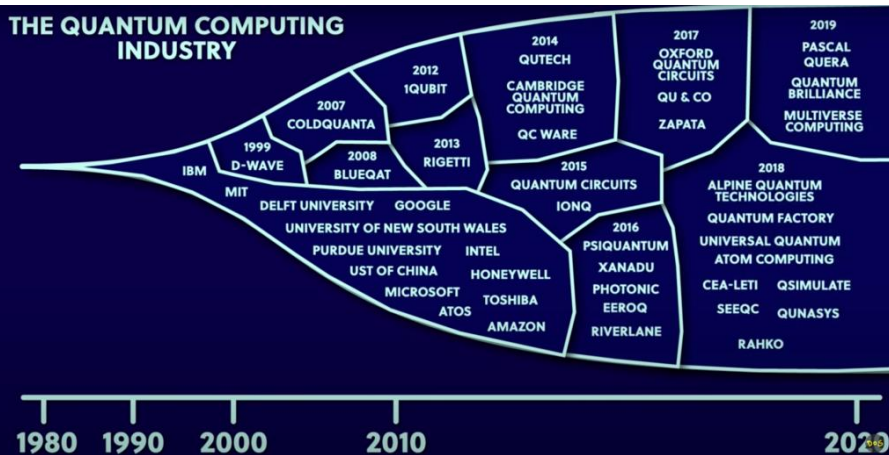 THE QUANTUM COMPUTING
INDUSTRY
IBM
1999
D-WAVE
MIT
2007
COLDQUANTA
2008
BLUEQAT
2012
1QUBIT
2013
RIGETTI
DELFT UNIVERSITY GOOGLE
UNIVERSITY OF NEW SOUTH WALES
PURDUE UNIVERSITY INTEL
UST OF CHINA HONEYWELL
MICROSOFT TOSHIBA
ATOS
AMAZON
2014
QUTECH
CAMBRIDGE
QUANTUM
COMPUTING
QC WARE
2015
QUANTUM CIRCUITS
IONQ
2016
PSIQUANTUM
XANADU
PHOTONIC
EEROQ
RIVERLANE
2017
OXFORD
QUANTUM
CIRCUITS
QU & CO
ZAPATA
2018
ALPINE QUANTUM
TECHNOLOGIES
QUANTUM FACTORY
UNIVERSAL QUANTUM
ATOM COMPUTING
CEA-LETI QSIMULATE
SEEQC QUNASYS
RAHKO
2019
PASCAL
QUERA
QUANTUM
BRILLIANCE
MULTIVERSE
COMPUTING
1980 1990 2000 2010 2020